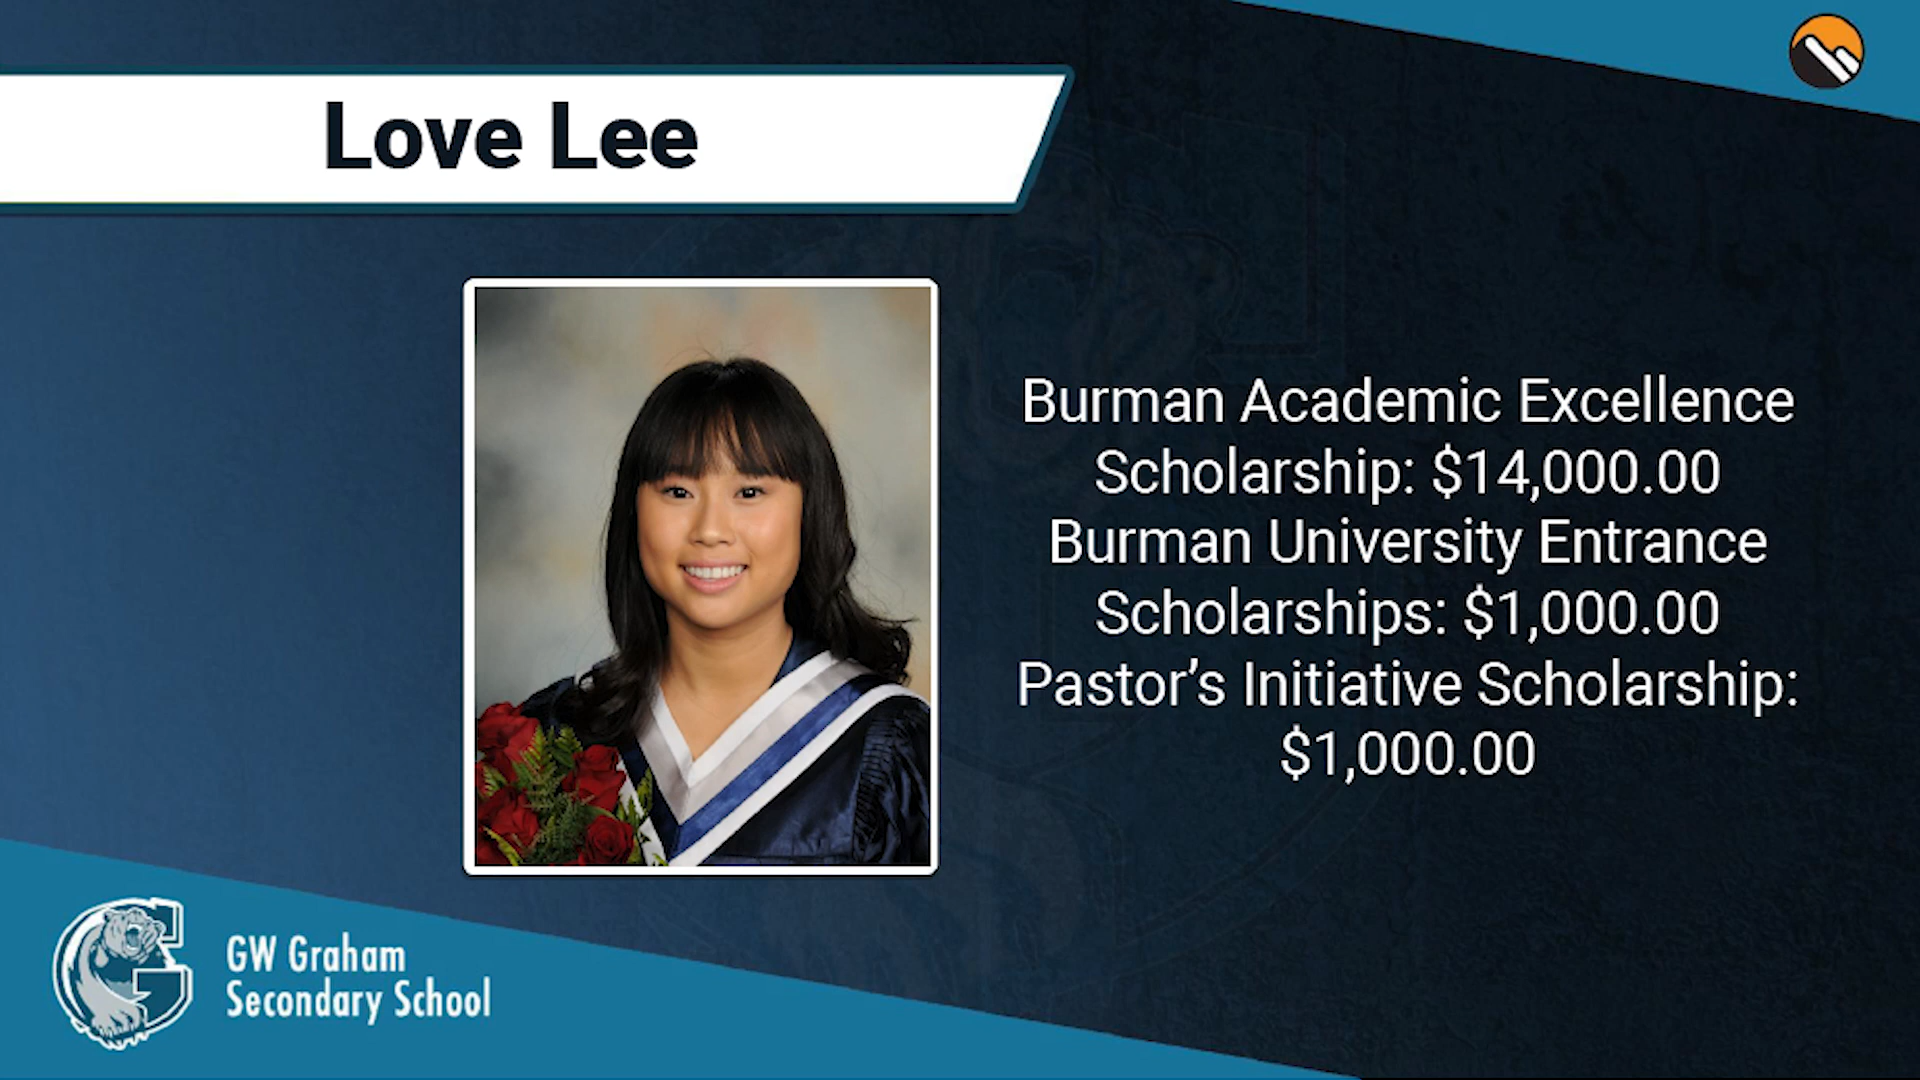 Love Lee
Burman Academic Excellence
Scholarship: $14,000.00
Burman University Entrance
Scholarships: $1,000.00
Pastor’s Initiative Scholarship:
$1,000.00
GW Graham
Secondary School